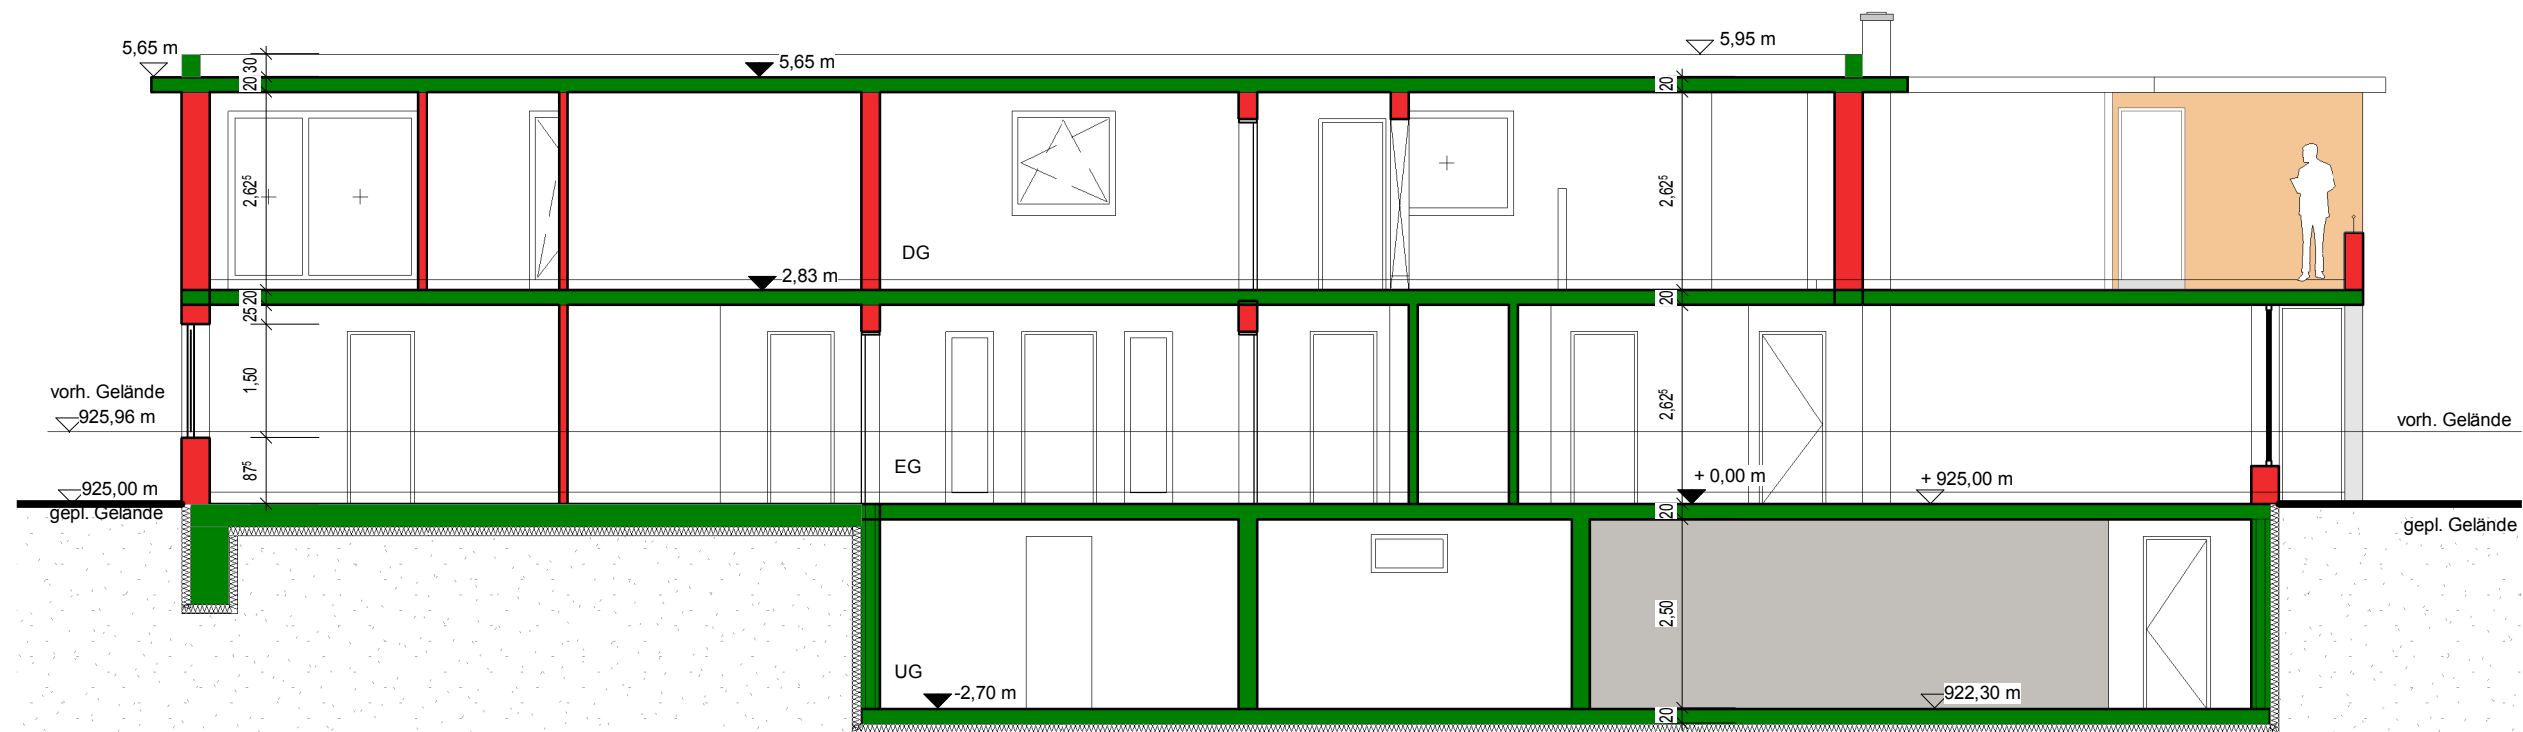 5,65 m
5,95 m
5,65 m
30
20
20
2,62⁵
2,62⁵
DG
2,83 m
20
20
25
1,50
2,62⁵
vorh. Gelände
925,96 m
vorh. Gelände
87⁵
EG
+ 0,00 m
+ 925,00 m
925,00 m
gepl. Gelände
20
gepl. Gelände
2,50
UG
-2,70 m
922,30 m
20